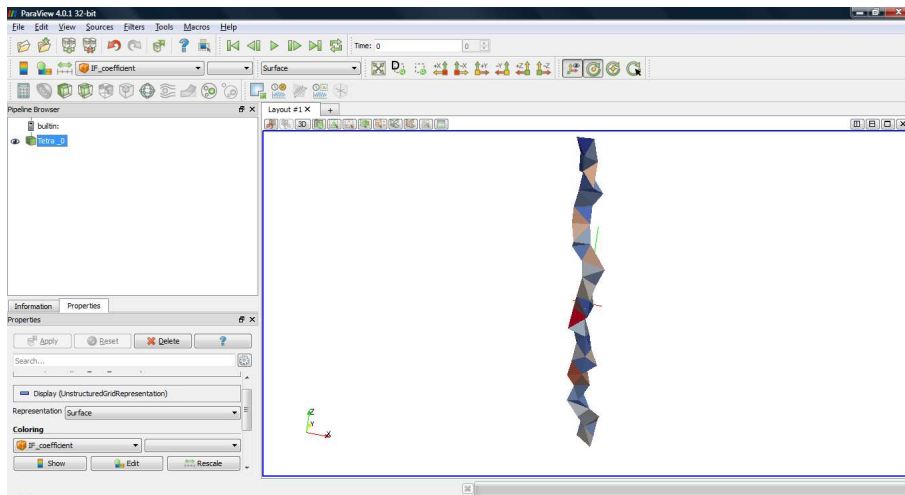 ParaView 4.0.1 32-bit
File Edit View Sources Filters Tools Macros Help
Time: 0 0
IF_coefficient Surface
Pipeline Browser
Layout #1 X +
3D
builtin:
Tetra_0
Information Properties
Properties
Apply Reset Delete ?
Search...
Display (UnstructuredGridRepresentation)
Representation Surface
Coloring
IF_coefficient
Show Edit Rescale
Z
Y
X